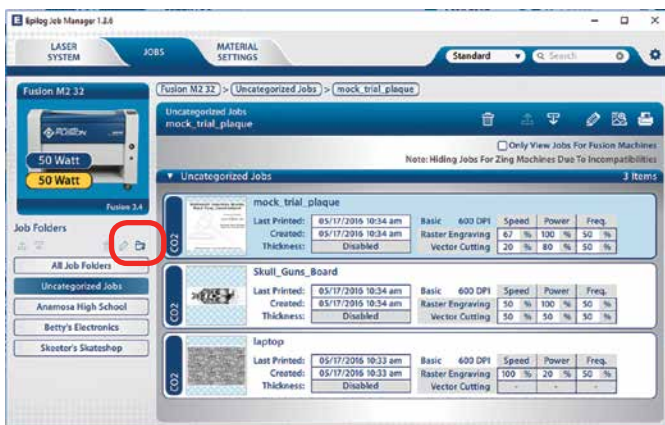 Epilog Job Manager 1.2.6
LASER SYSTEM
JOBS
MATERIAL SETTINGS
Standard
Search
Fusion M2 32
50 Watt
50 Watt
Fusion 2.4
Job Folders
All Job Folders
Uncategorized Jobs
Anamosa High School
Betty's Electronics
Skeeter's Skateshop
Fusion M2 32 > Uncategorized Jobs > mock_trial_plaque
Uncategorized Jobs
mock_trial_plaque
Only View Jobs For Fusion Machines
Note: Hiding Jobs For Zing Machines Due To Incompatibilities
Uncategorized Jobs 3 Items
CO2
mock_trial_plaque
Last Printed: 05/17/2016 10:34 am Basic 600 DPI Speed Power Freq.
Created: 05/17/2016 10:34 am Raster Engraving 67 % 100 % 50 %
Thickness: Disabled Vector Cutting 20 % 80 % 50 %
CO2
Skull_Guns_Board
Last Printed: 05/17/2016 10:34 am Basic 600 DPI Speed Power Freq.
Created: 05/17/2016 10:34 am Raster Engraving 50 % 100 % 50 %
Thickness: Disabled Vector Cutting 50 % 50 % 50 %
CO2
laptop
Last Printed: 05/17/2016 10:33 am Basic 600 DPI Speed Power Freq.
Created: 05/17/2016 10:33 am Raster Engraving 100 % 20 % 50 %
Thickness: Disabled Vector Cutting - - -